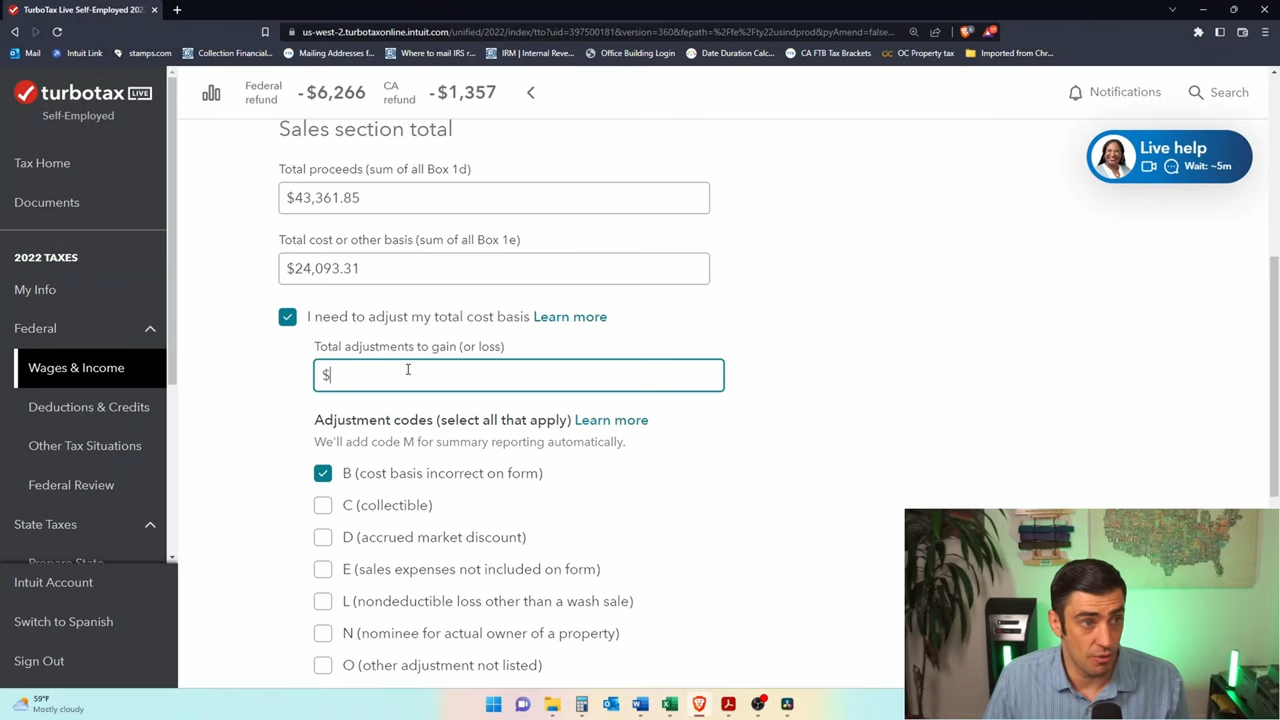 TurboTax Live Self-Employed 202
us-west-2.turbotaxonline.intuit.com/unified/2022/index/tto?uid=397500181&version=360&fepath=%2Ffe%2Fty22usindprod&pyAmend=false...
Mail
Intuit Link
stamps.com
Collection Financial...
Mailing Addresses f...
Where to mail IRS r...
IRM | Internal Reve...
Office Building Login
Date Duration Calc...
CA FTB Tax Brackets
OC Property tax
Imported from Chr...
turbotax LIVE
Self-Employed
Federal refund
- $6,266
CA refund
- $1,357
Notifications
Search
Live help
Wait: ~5m
Tax Home
Documents
2022 TAXES
My Info
Federal
Wages & Income
Deductions & Credits
Other Tax Situations
Federal Review
State Taxes
Prepare State
Intuit Account
Switch to Spanish
Sign Out
Sales section total
Total proceeds (sum of all Box 1d)
$43,361.85
Total cost or other basis (sum of all Box 1e)
$24,093.31
I need to adjust my total cost basis Learn more
Total adjustments to gain (or loss)
$
Adjustment codes (select all that apply) Learn more
We'll add code M for summary reporting automatically.
B (cost basis incorrect on form)
C (collectible)
D (accrued market discount)
E (sales expenses not included on form)
L (nondeductible loss other than a wash sale)
N (nominee for actual owner of a property)
O (other adjustment not listed)
59°F
Mostly cloudy